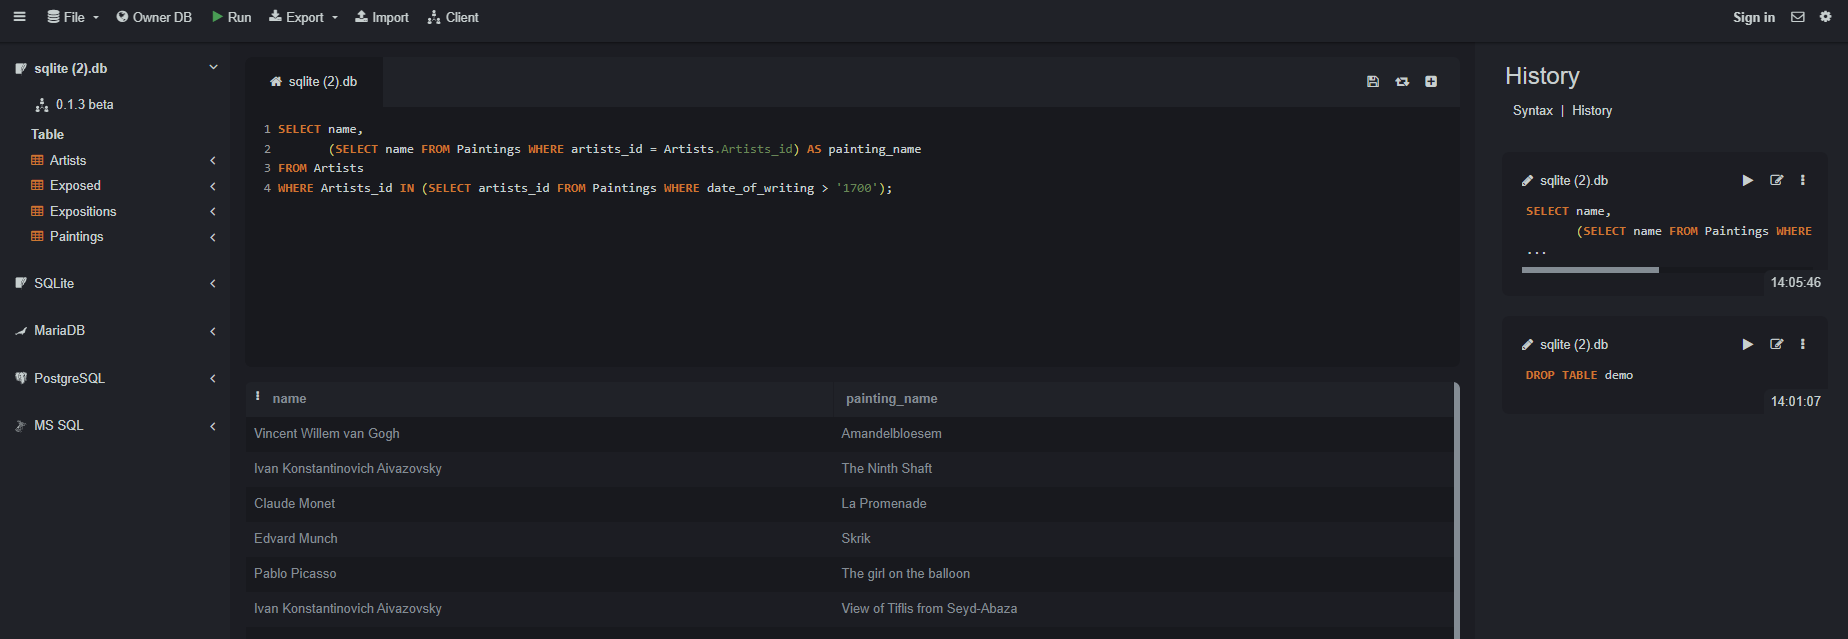 File Owner DB Run Export Import Client Sign in
sqlite (2).db
0.1.3 beta
Table
Artists
Exposed
Expositions
Paintings
SQLite
MariaDB
PostgreSQL
MS SQL
sqlite (2).db
1 SELECT name,
2 (SELECT name FROM Paintings WHERE artists_id = Artists.Artists_id) AS painting_name
3 FROM Artists
4 WHERE Artists_id IN (SELECT artists_id FROM Paintings WHERE date_of_writing > '1700');
name painting_name
Vincent Willem van Gogh Amandelbloesem
Ivan Konstantinovich Aivazovsky The Ninth Shaft
Claude Monet La Promenade
Edvard Munch Skrik
Pablo Picasso The girl on the balloon
Ivan Konstantinovich Aivazovsky View of Tiflis from Seyd-Abaza
History
Syntax | History
sqlite (2).db
SELECT name,
(SELECT name FROM Paintings WHERE
...
14:05:46
sqlite (2).db
DROP TABLE demo
14:01:07